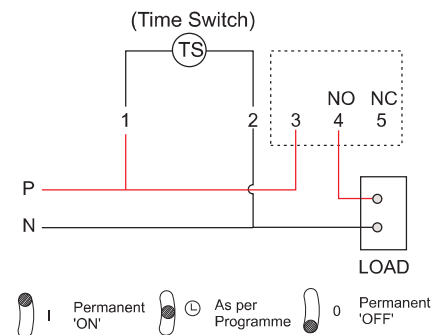 (Time Switch)
TS
NO NC
1 2 3 4 5
P
N
LOAD
I Permanent 'ON'
As per Programme
0 Permanent 'OFF'